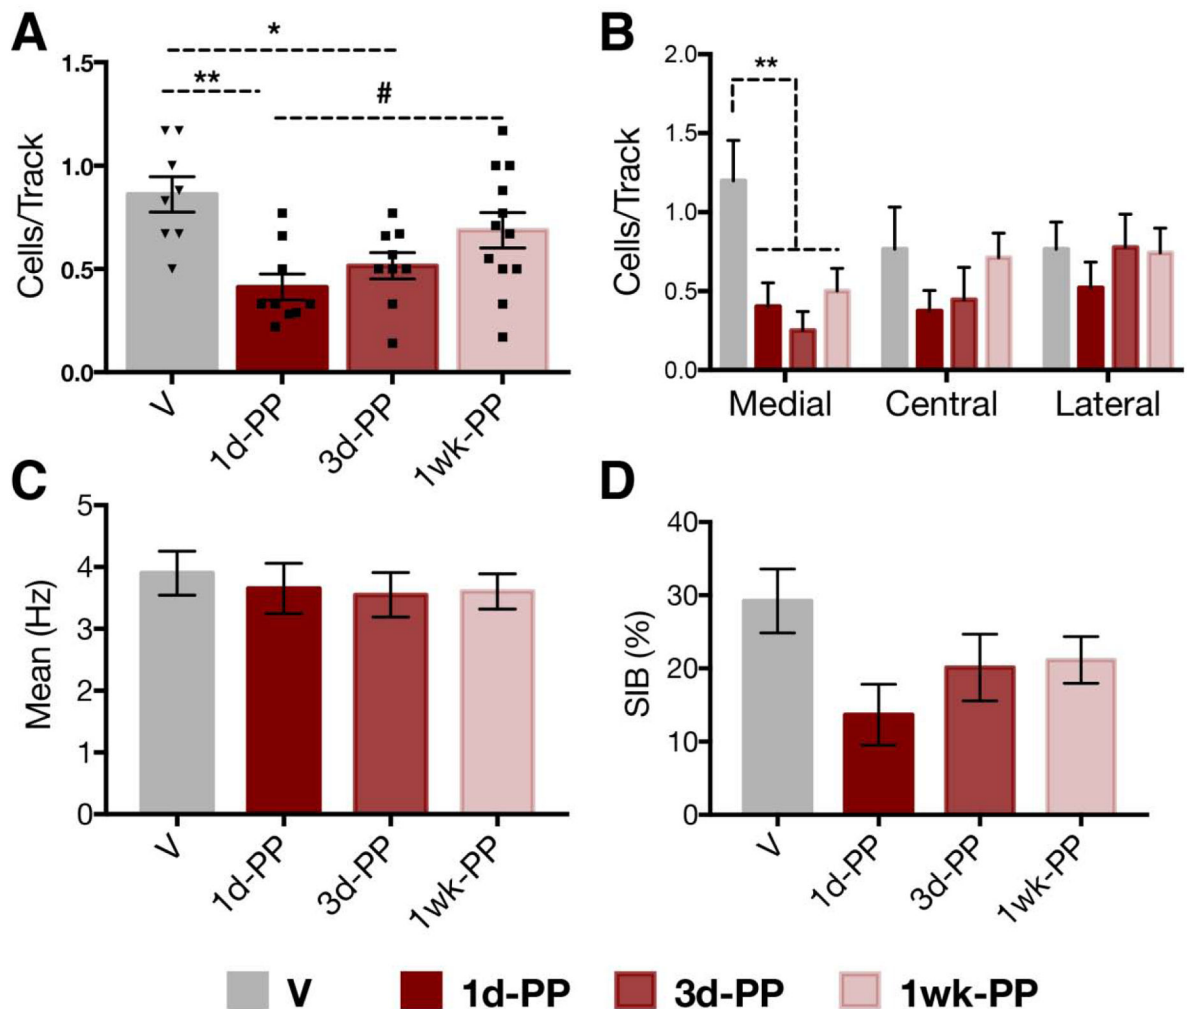 A
*
**
#
Cells/Track
1.5
1.0
0.5
0.0
V
1d-PP
3d-PP
1wk-PP
B
**
Cells/Track
2.0
1.5
1.0
0.5
0.0
Medial Central Lateral
C
Mean (Hz)
5
4
3
2
1
0
V
1d-PP
3d-PP
1wk-PP
D
SIB (%)
40
30
20
10
0
V
1d-PP
3d-PP
1wk-PP
V 1d-PP 3d-PP 1wk-PP